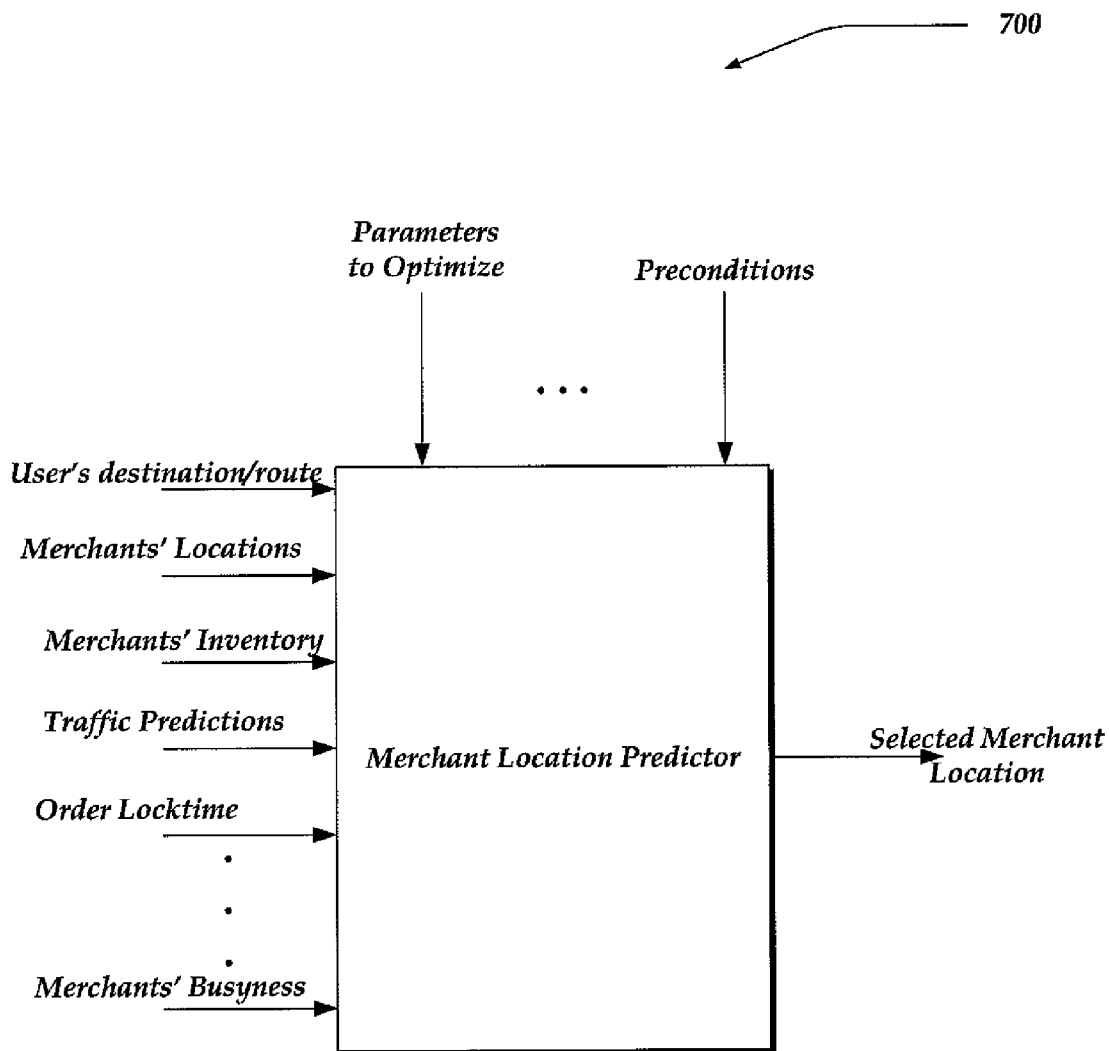 700
Parameters
to Optimize
Preconditions
User's destination/route
Merchants' Locations
Merchants' Inventory
Traffic Predictions
Order Locktime
Merchants' Busyness
Merchant Location Predictor
Selected Merchant
Location